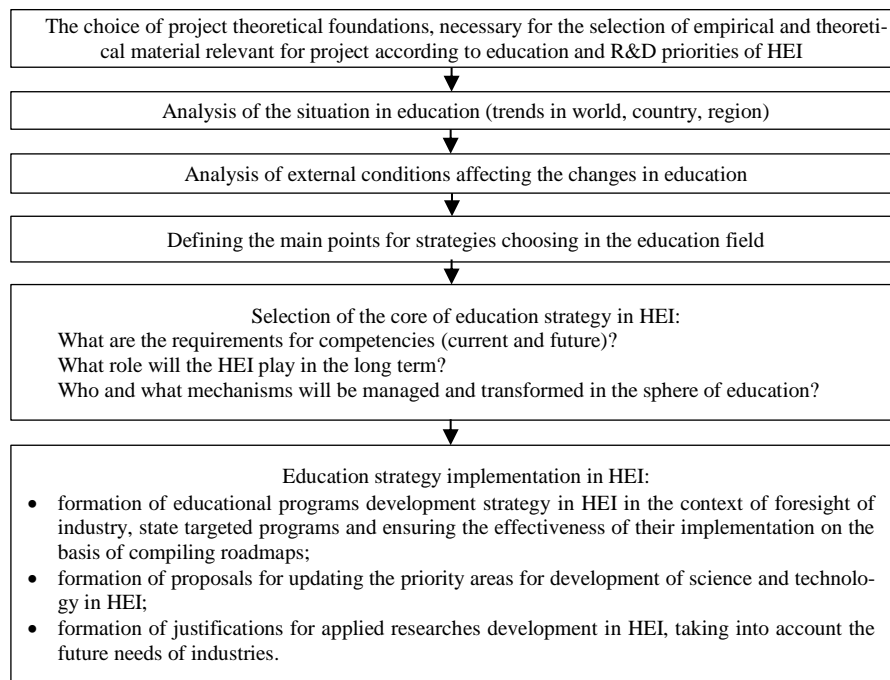 The choice of project theoretical foundations, necessary for the selection of empirical and theoreti-
cal material relevant for project according to education and R&D priorities of HEI
Analysis of the situation in education (trends in world, country, region)
Analysis of external conditions affecting the changes in education
Defining the main points for strategies choosing in the education field
Selection of the core of education strategy in HEI:
What are the requirements for competencies (current and future)?
What role will the HEI play in the long term?
Who and what mechanisms will be managed and transformed in the sphere of education?
Education strategy implementation in HEI:
• formation of educational programs development strategy in HEI in the context of foresight of
industry, state targeted programs and ensuring the effectiveness of their implementation on the
basis of compiling roadmaps;
• formation of proposals for updating the priority areas for development of science and technolo-
gy in HEI;
• formation of justifications for applied researches development in HEI, taking into account the
future needs of industries.